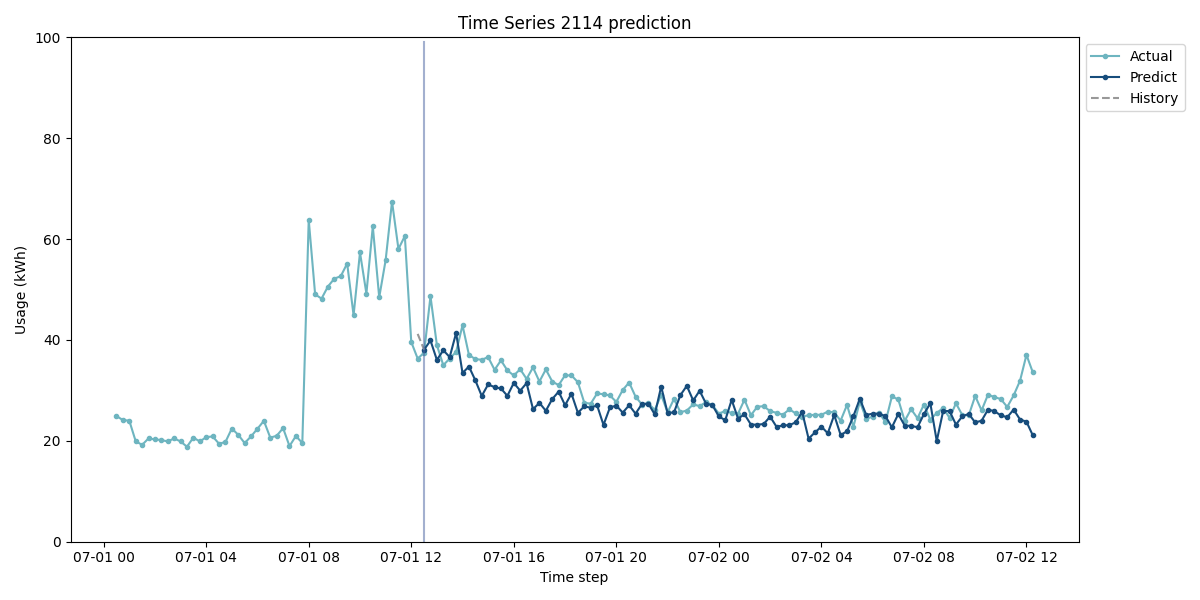 Time Series 2114 prediction
100
80
60
40
20
0
Usage (kWh)
07-01 00
07-01 04
07-01 08
07-01 12
07-01 16
07-01 20
07-02 00
07-02 04
07-02 08
07-02 12
Time step
Actual
Predict
History